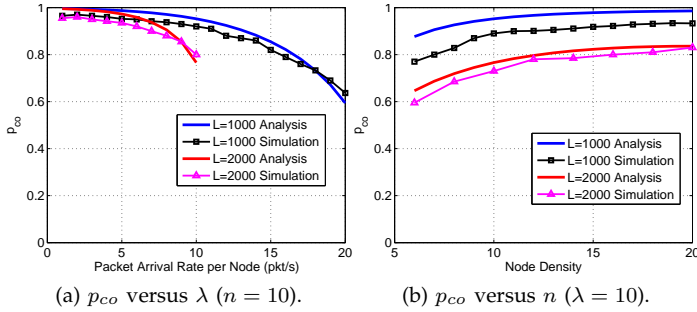 1
0.8
0.6
0.4
0.2
0
p_co
0 5 10 15 20
Packet Arrival Rate per Node (pkt/s)
L=1000 Analysis
L=1000 Simulation
L=2000 Analysis
L=2000 Simulation
(a) p_co versus λ (n = 10).
1
0.8
0.6
0.4
0.2
0
p_co
5 10 15 20
Node Density
L=1000 Analysis
L=1000 Simulation
L=2000 Analysis
L=2000 Simulation
(b) p_co versus n (λ = 10).